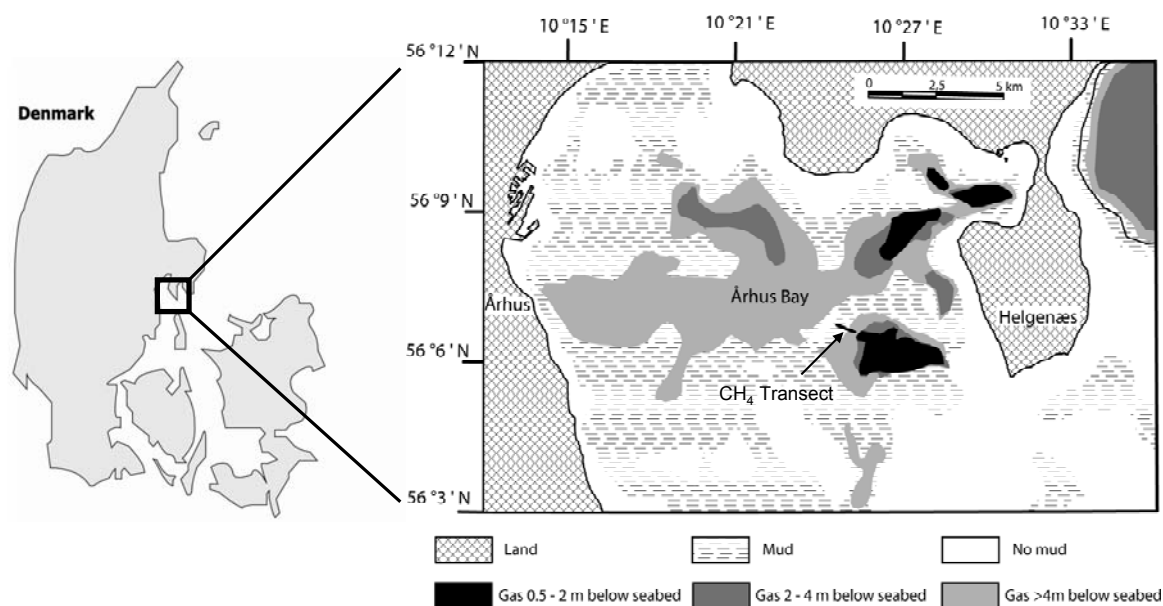 10 °15 ' E 10 °21 ' E 10 °27 ' E 10 °33 ' E
56 °12 ' N
Denmark
0 2,5 5 km
56 °9 ' N
Århus Bay
Århus
Helgenæs
56 °6 ' N
CH₄ Transect
56 °3 ' N
Land Mud No mud
Gas 0.5 - 2 m below seabed Gas 2 - 4 m below seabed Gas >4m below seabed